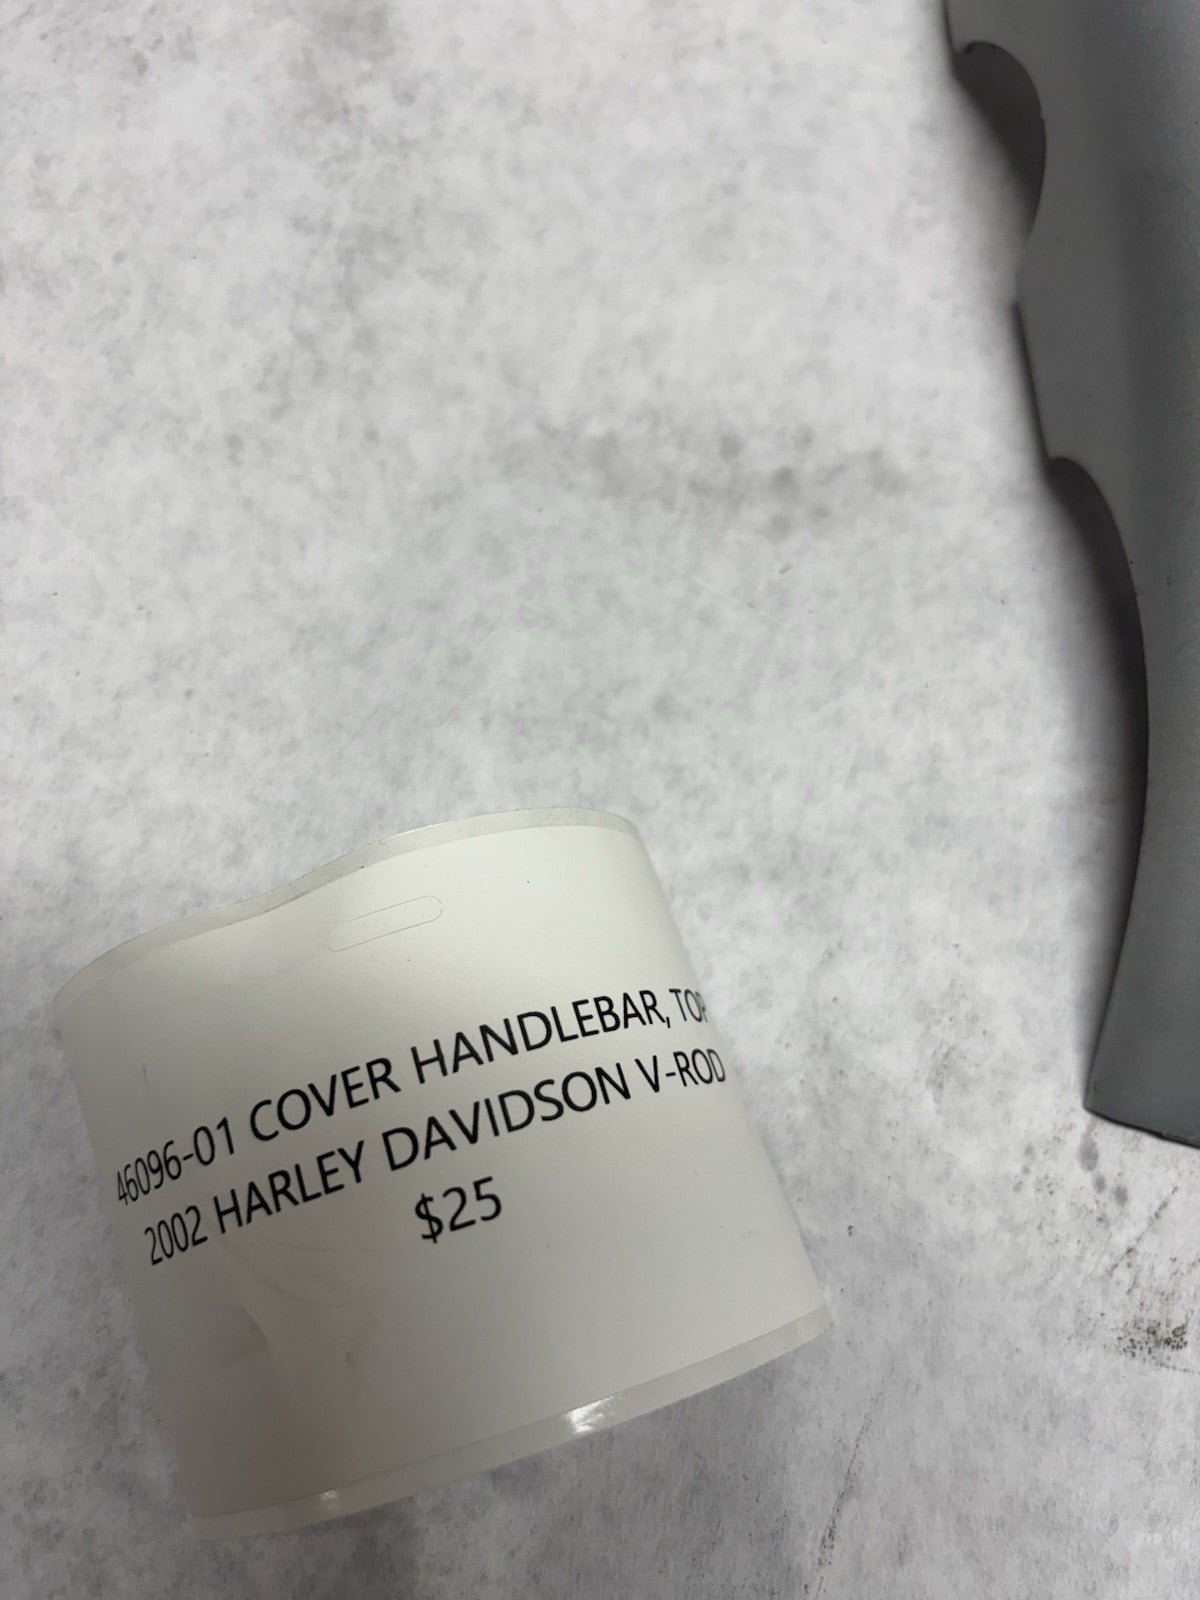 46096-01 COVER HANDLEBAR, TOP
2002 HARLEY DAVIDSON V-ROD
$25